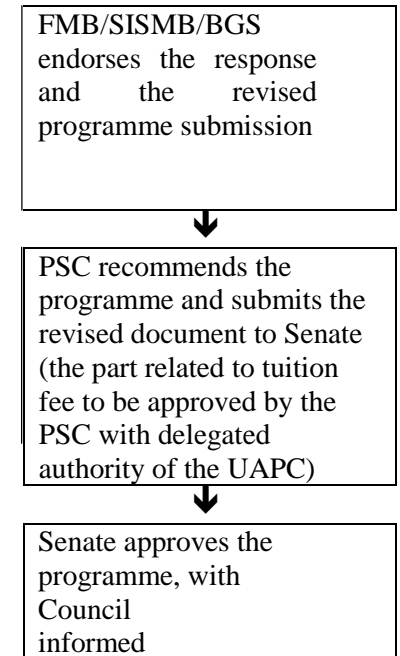 FMB/SISMB/BGS
endorses the response
and the revised
programme submission
PSC recommends the
programme and submits the
revised document to Senate
(the part related to tuition
fee to be approved by the
PSC with delegated
authority of the UAPC)
Senate approves the
programme, with
Council
informed